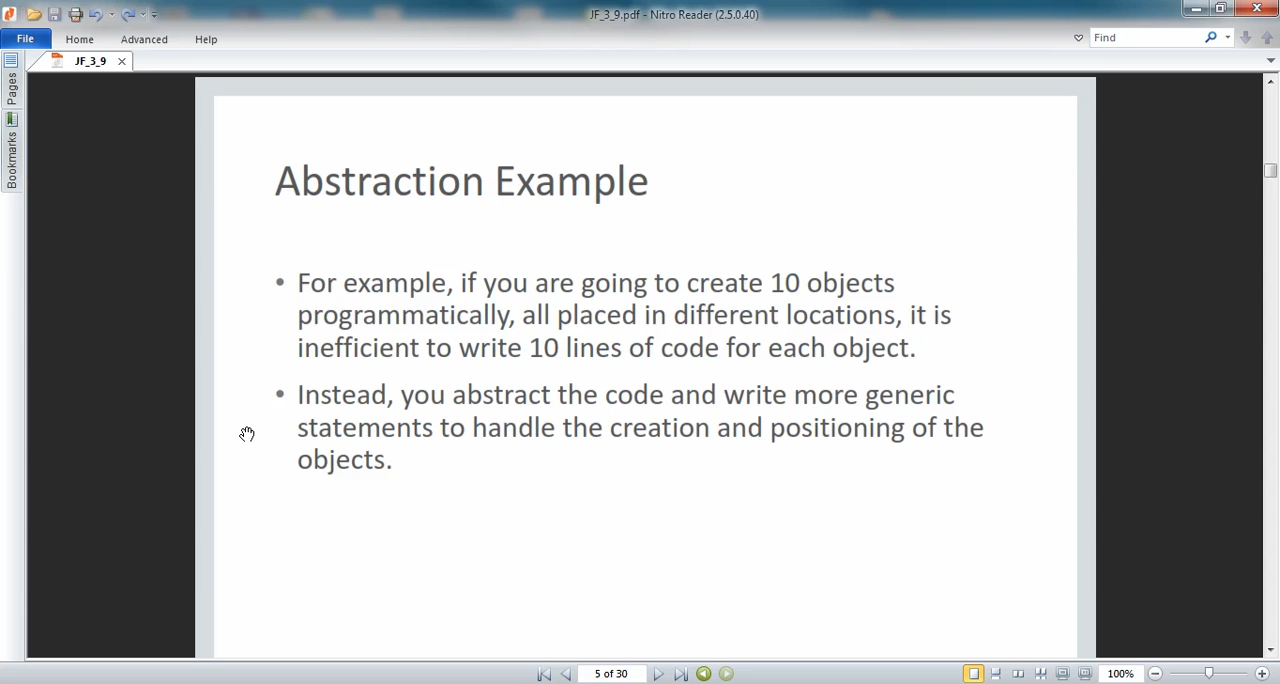 JF_3_9.pdf - Nitro Reader (2.5.0.40)
File Home Advanced Help
Find
JF_3_9
Pages
Bookmarks
Abstraction Example
• For example, if you are going to create 10 objects
programmatically, all placed in different locations, it is
inefficient to write 10 lines of code for each object.
• Instead, you abstract the code and write more generic
statements to handle the creation and positioning of the
objects.
5 of 30
100%